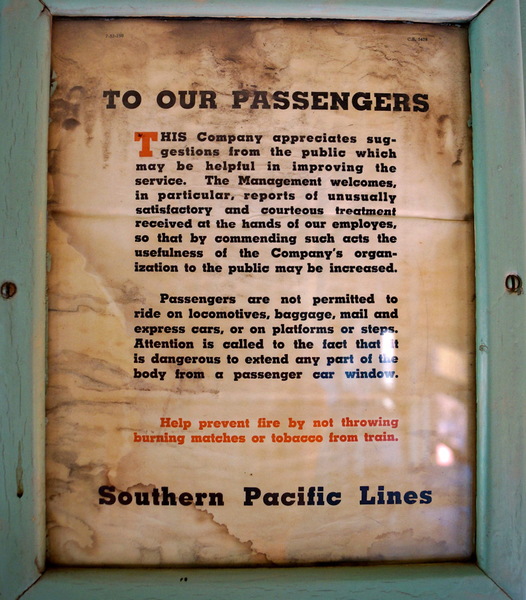 TO OUR PASSENGERS
THIS Company appreciates sug-
gestions from the public which
may be helpful in improving the
service. The Management welcomes,
in particular, reports of unusually
satisfactory and courteous treatment
received at the hands of our employes,
so that by commending such acts the
usefulness of the Company's organ-
ization to the public may be increased.
Passengers are not permitted to
ride on locomotives, baggage, mail and
express cars, or on platforms or steps.
Attention is called to the fact that it
is dangerous to extend any part of the
body from a passenger car window.
Help prevent fire by not throwing
burning matches or tobacco from train.
Southern Pacific Lines